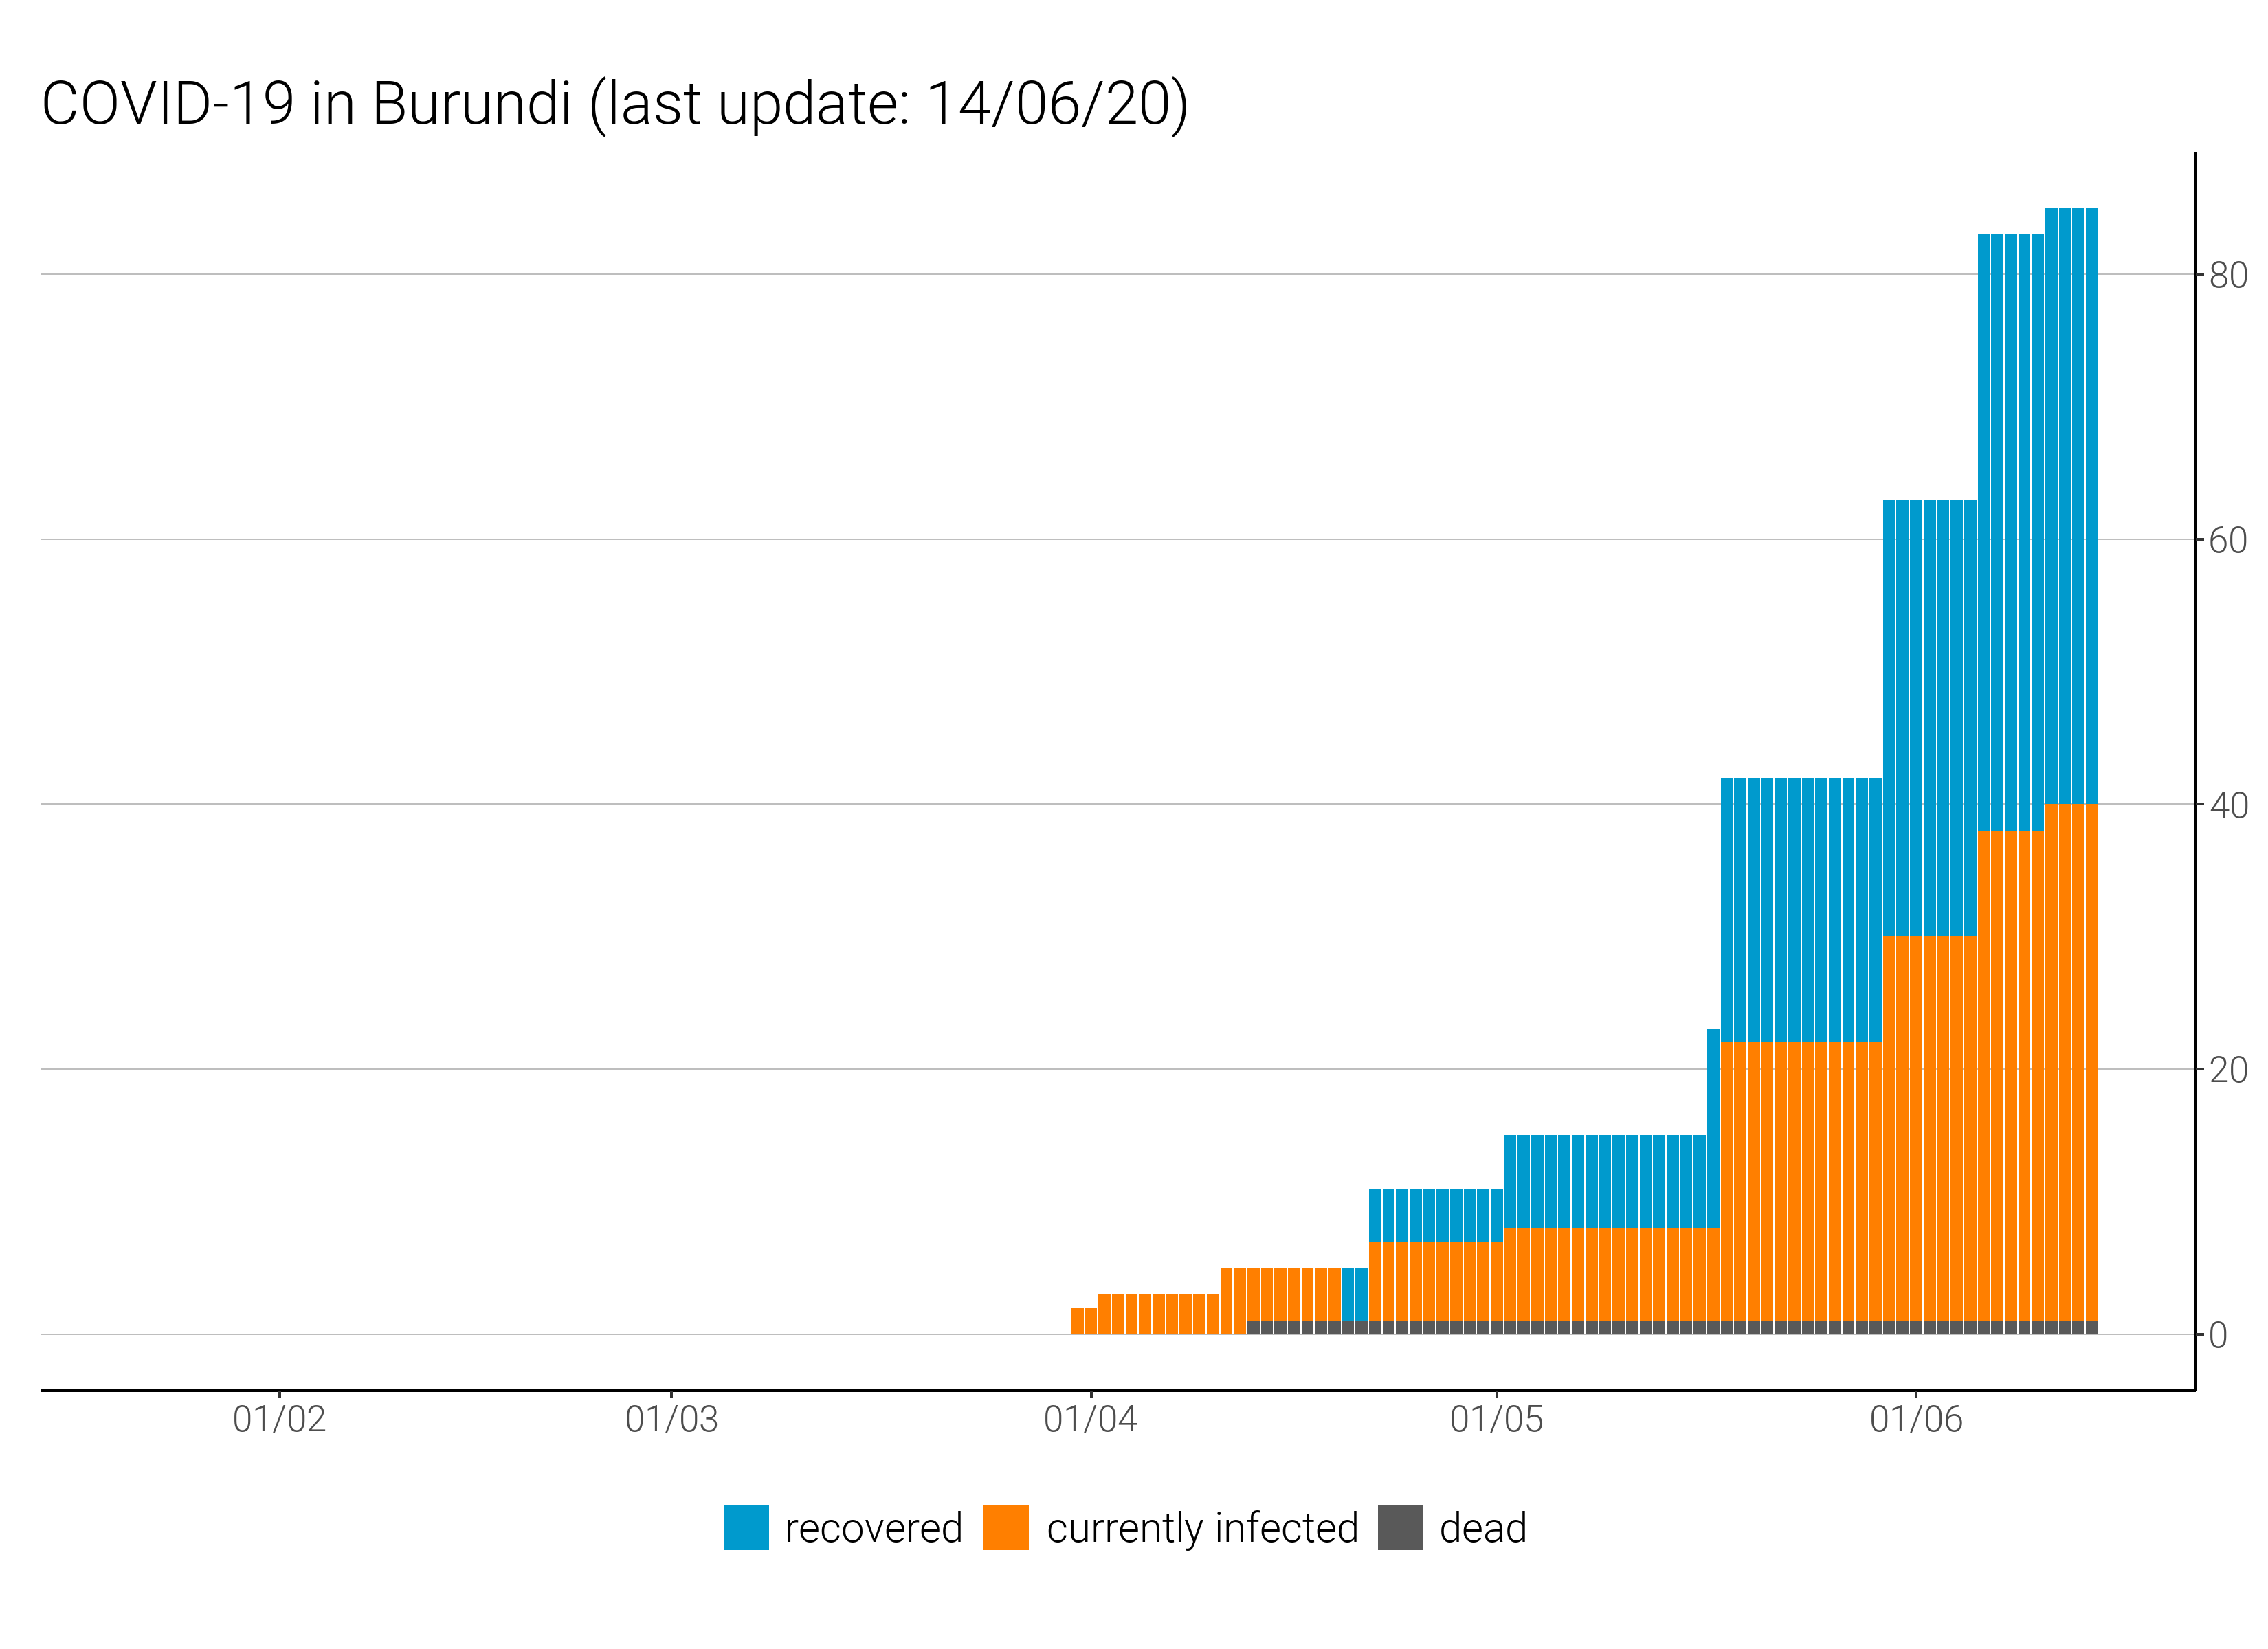 COVID-19 in Burundi (last update: 14/06/20)
80
60
40
20
0
01/02 01/03 01/04 01/05 01/06
recovered currently infected dead